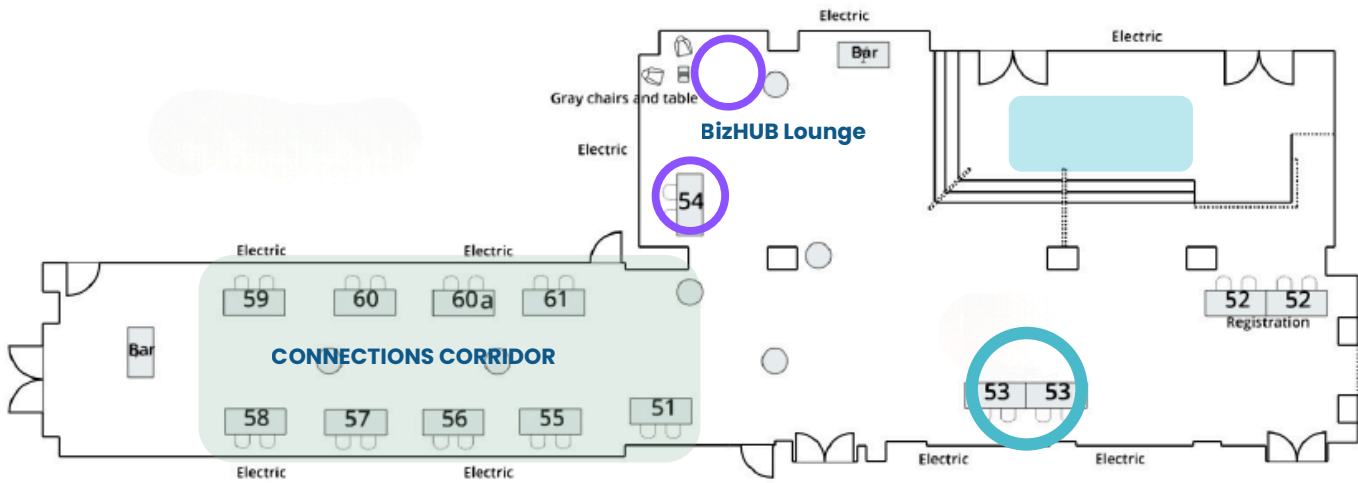 Electric
Electric
Bar
Gray chairs and table
BizHUB Lounge
Electric
54
Electric
Electric
59
60
60a
61
52
52
Registration
Bar
CONNECTIONS CORRIDOR
53
53
58
57
56
55
51
Electric
Electric
Electric
Electric